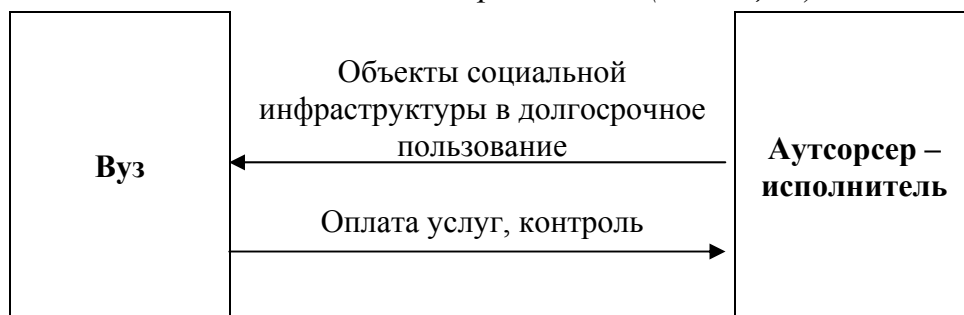 Объекты социальной
инфраструктуры в долгосрочное
пользование
Вуз
Аутсорсер –
исполнитель
Оплата услуг, контроль